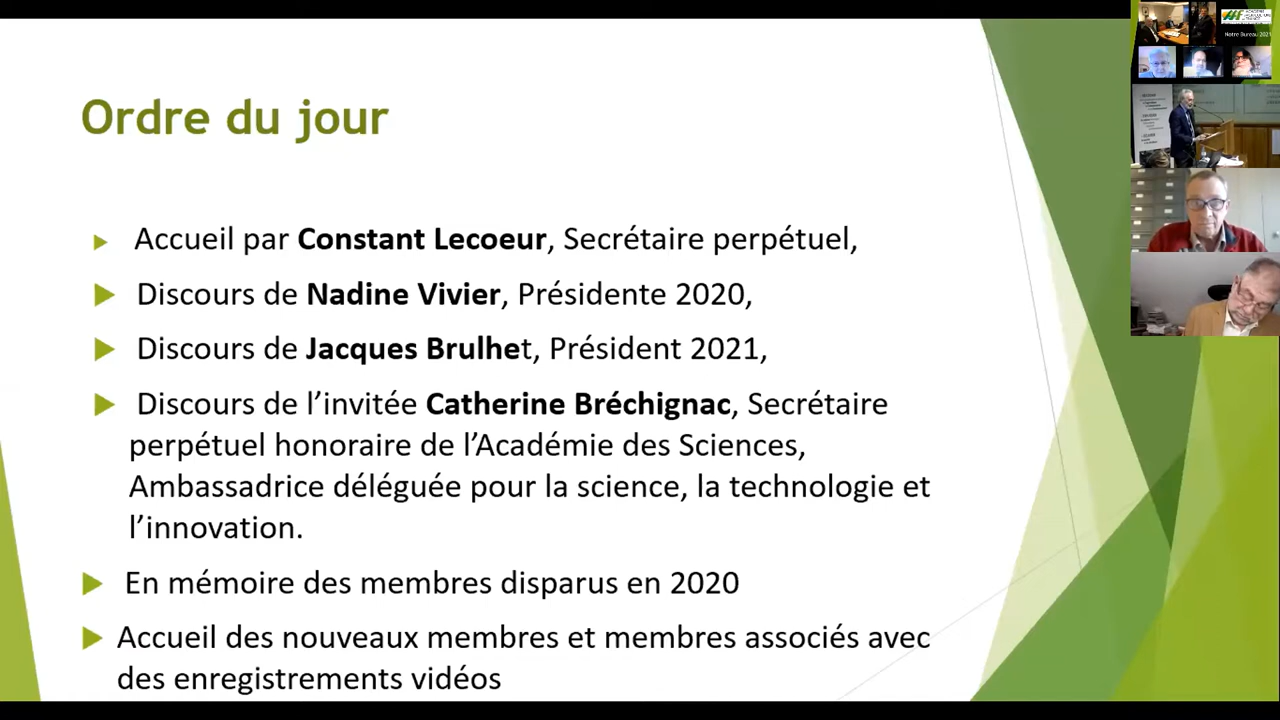 Ordre du jour
Accueil par Constant Lecoeur, Secrétaire perpétuel,
Discours de Nadine Vivier, Présidente 2020,
Discours de Jacques Brulhet, Président 2021,
Discours de l’invitée Catherine Bréchignac, Secrétaire
perpétuel honoraire de l’Académie des Sciences,
Ambassadrice déléguée pour la science, la technologie et
l’innovation.
En mémoire des membres disparus en 2020
Accueil des nouveaux membres et membres associés avec
des enregistrements vidéos
Notre Bureau 2021